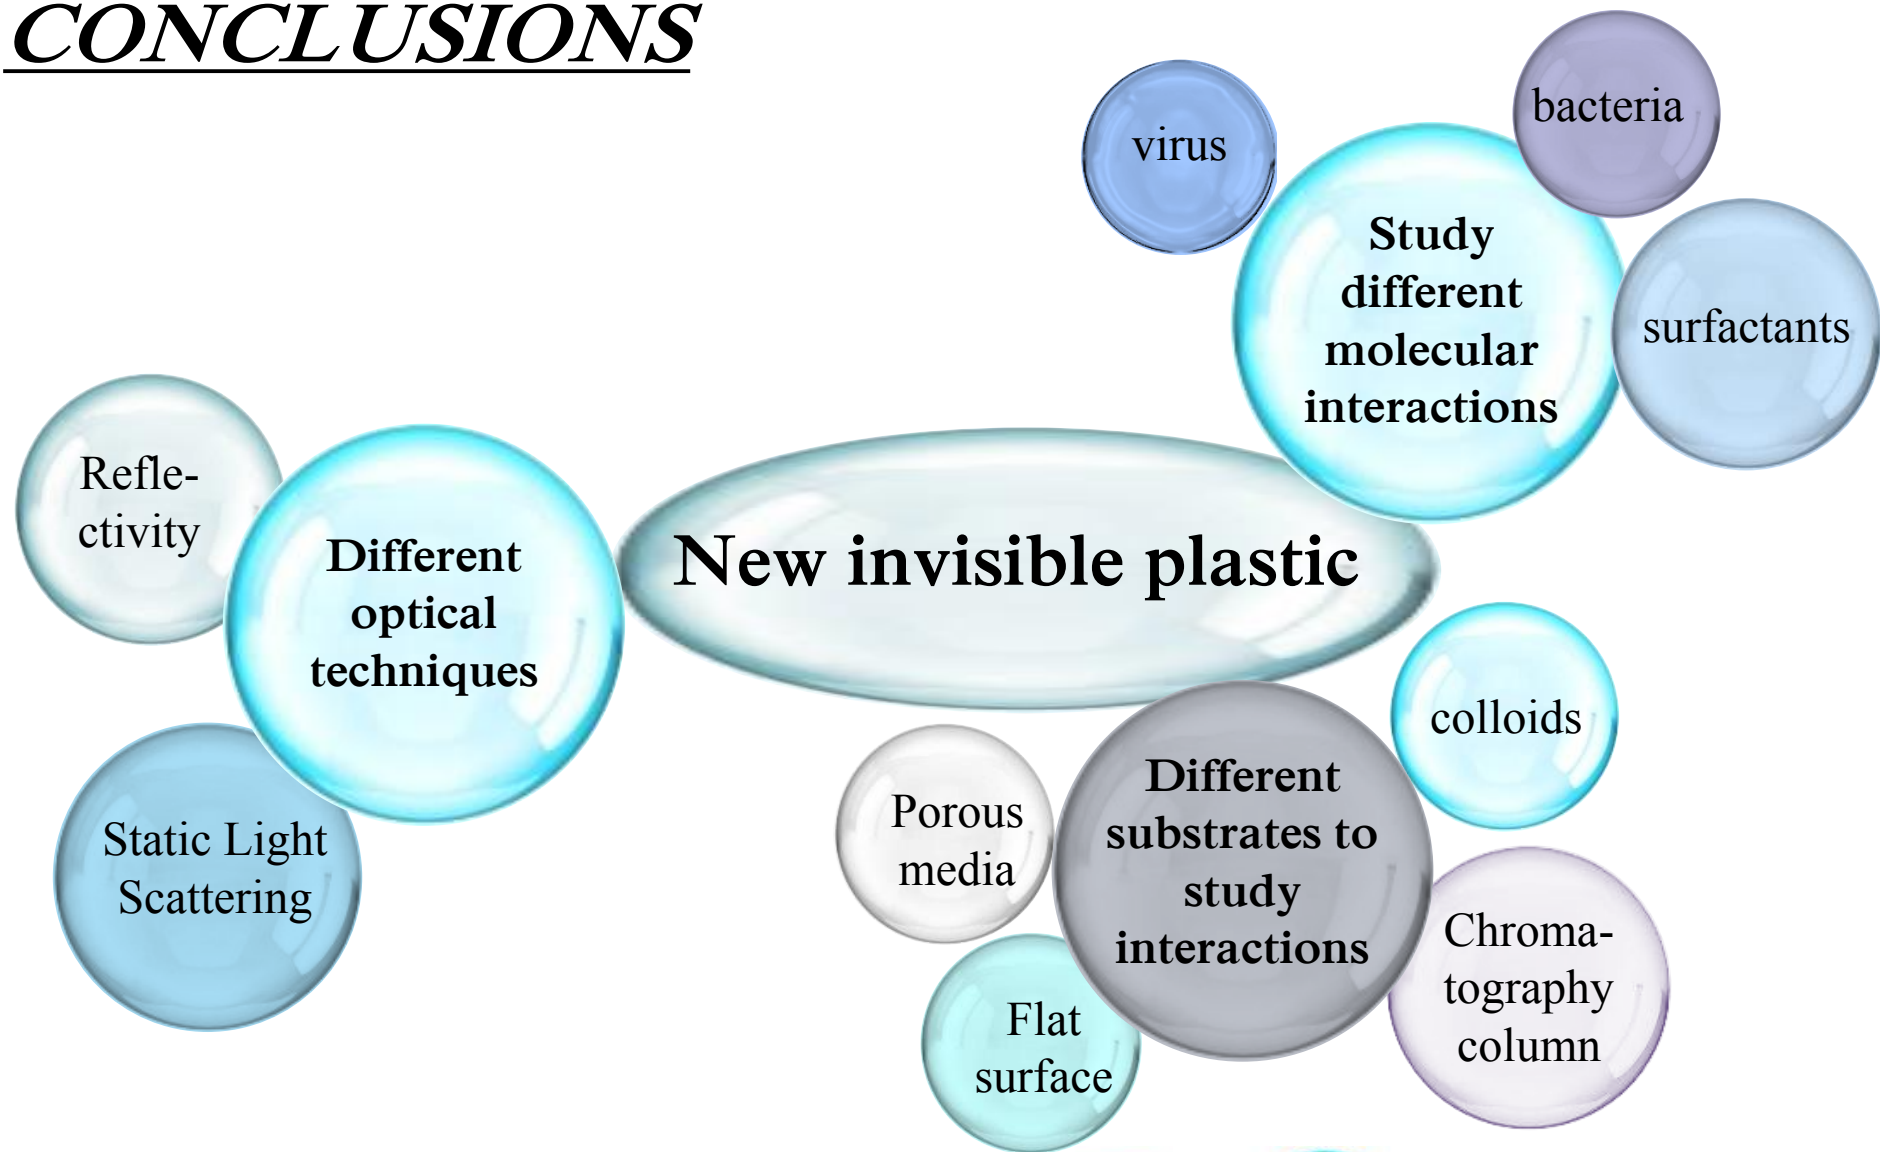 CONCLUSIONS
virus
bacteria
Study
different
molecular
interactions
surfactants
Refle-
ctivity
Different
optical
techniques
New invisible plastic
Static Light
Scattering
colloids
Porous
media
Different
substrates to
study
interactions
Flat
surface
Chroma-
tography
column